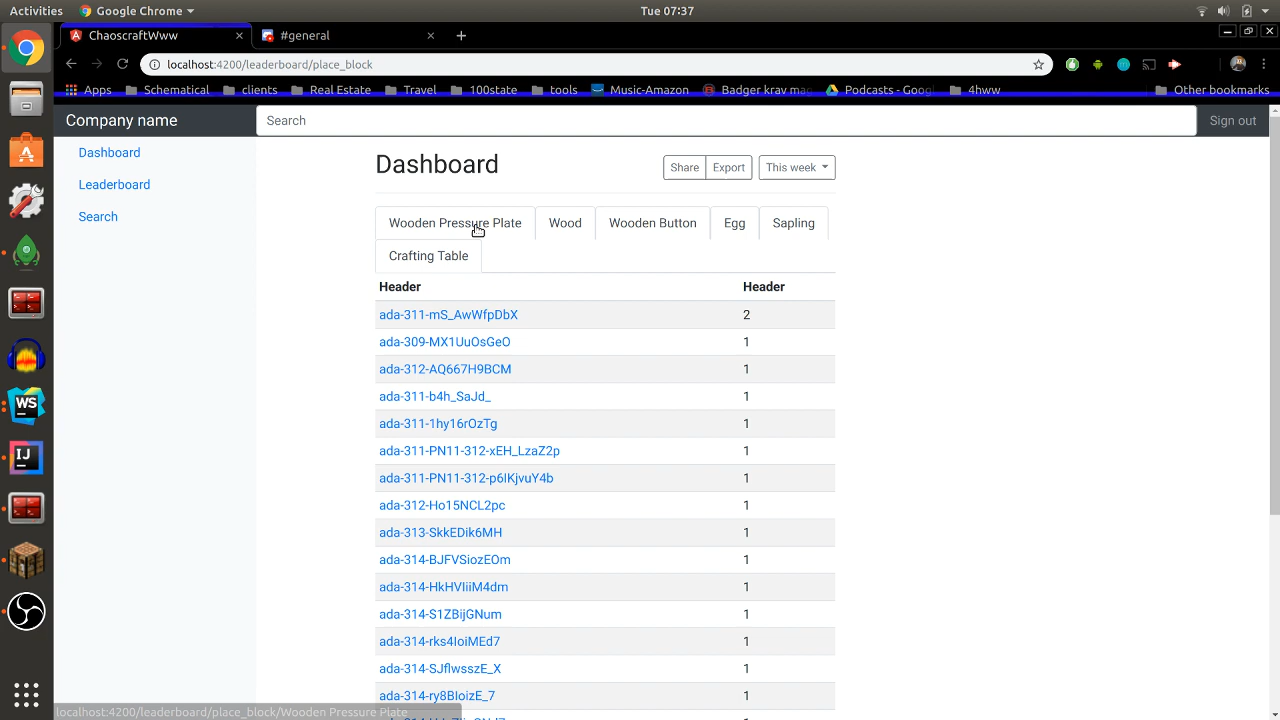 Activities Google Chrome Tue 07:37
ChaoscraftWww #general
localhost:4200/leaderboard/place_block
Apps Schematical clients Real Estate Travel 100state tools Music-Amazon Badger krav mag Podcasts - Goog 4hww Other bookmarks
Company name Search Sign out
Dashboard
Leaderboard
Search
Dashboard Share Export This week
Wooden Pressure Plate Wood Wooden Button Egg Sapling
Crafting Table
Header Header
ada-311-mS_AwWfpDbX 2
ada-309-MX1UuOsGeO 1
ada-312-AQ667H9BCM 1
ada-311-b4h_SaJd_ 1
ada-311-1hy16rOzTg 1
ada-311-PN11-312-xEH_LzaZ2p 1
ada-311-PN11-312-p6IKjvuY4b 1
ada-312-Ho15NCL2pc 1
ada-313-SkkEDik6MH 1
ada-314-BJFVSiozEOm 1
ada-314-HkHVIiiM4dm 1
ada-314-S1ZBijGNum 1
ada-314-rks4IoiMEd7 1
ada-314-SJflwsszE_X 1
ada-314-ry8BIoizE_7 1
localhost:4200/leaderboard/place_block/Wooden Pressure Plate
WS
IJ